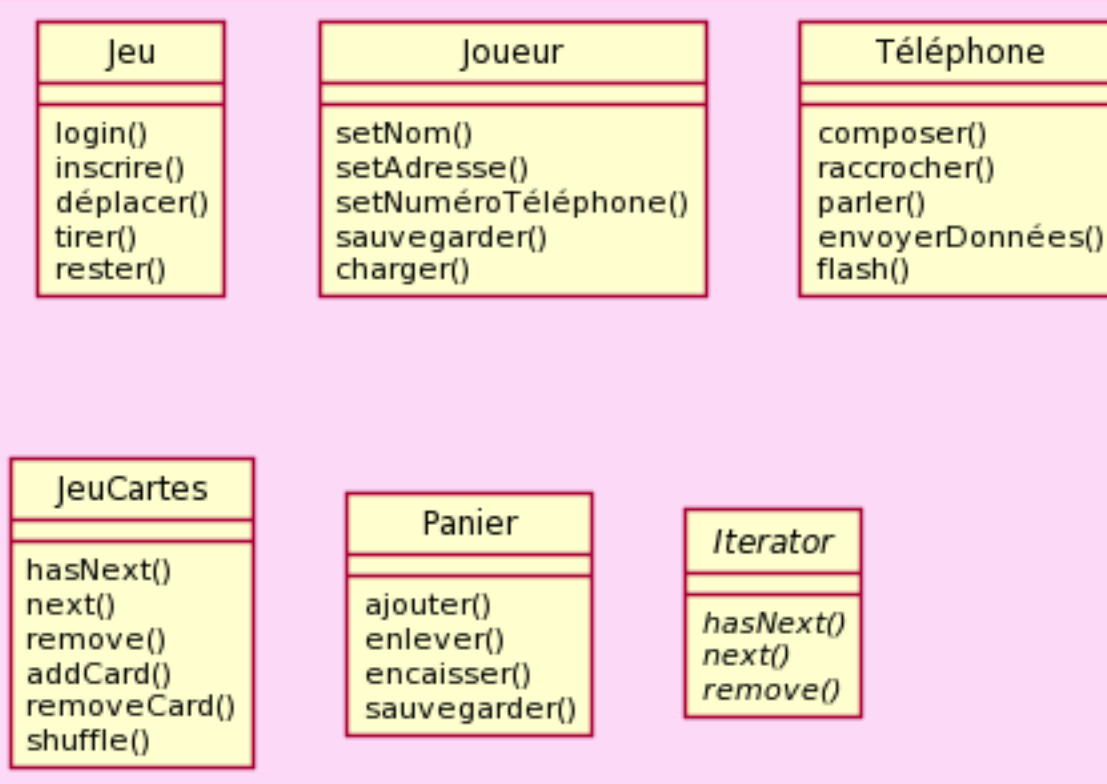 Jeu
login()
inscrire()
déplacer()
tirer()
rester()
Joueur
setNom()
setAdresse()
setNuméroTéléphone()
sauvegarder()
charger()
Téléphone
composer()
raccrocher()
parler()
envoyerDonnées()
flash()
JeuCartes
hasNext()
next()
remove()
addCard()
removeCard()
shuffle()
Panier
ajouter()
enlever()
encaisser()
sauvegarder()
Iterator
hasNext()
next()
remove()